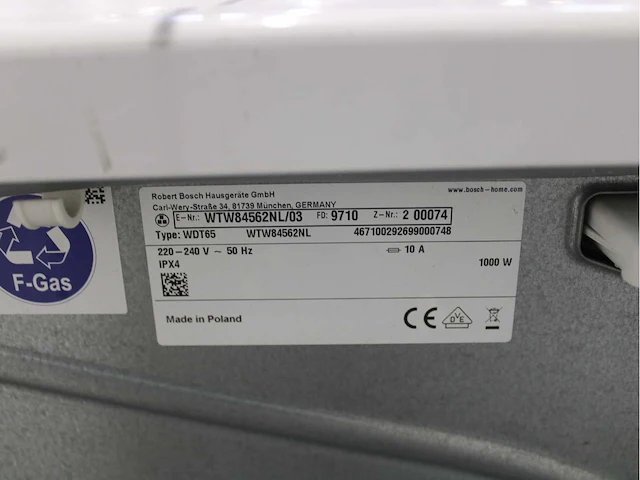 Robert Bosch Hausgeräte GmbH
www.bosch-home.com
Carl-Wery-Straße 34, 81739 München, GERMANY
E-Nr.: WTW84562NL/03 FD: 9710 Z-Nr.: 2 00074
Type: WDT65 WTW84562NL 467100292699000748
220-240 V ~ 50 Hz 10 A
IPX4 1000 W
Made in Poland
CE DVE
F-Gas